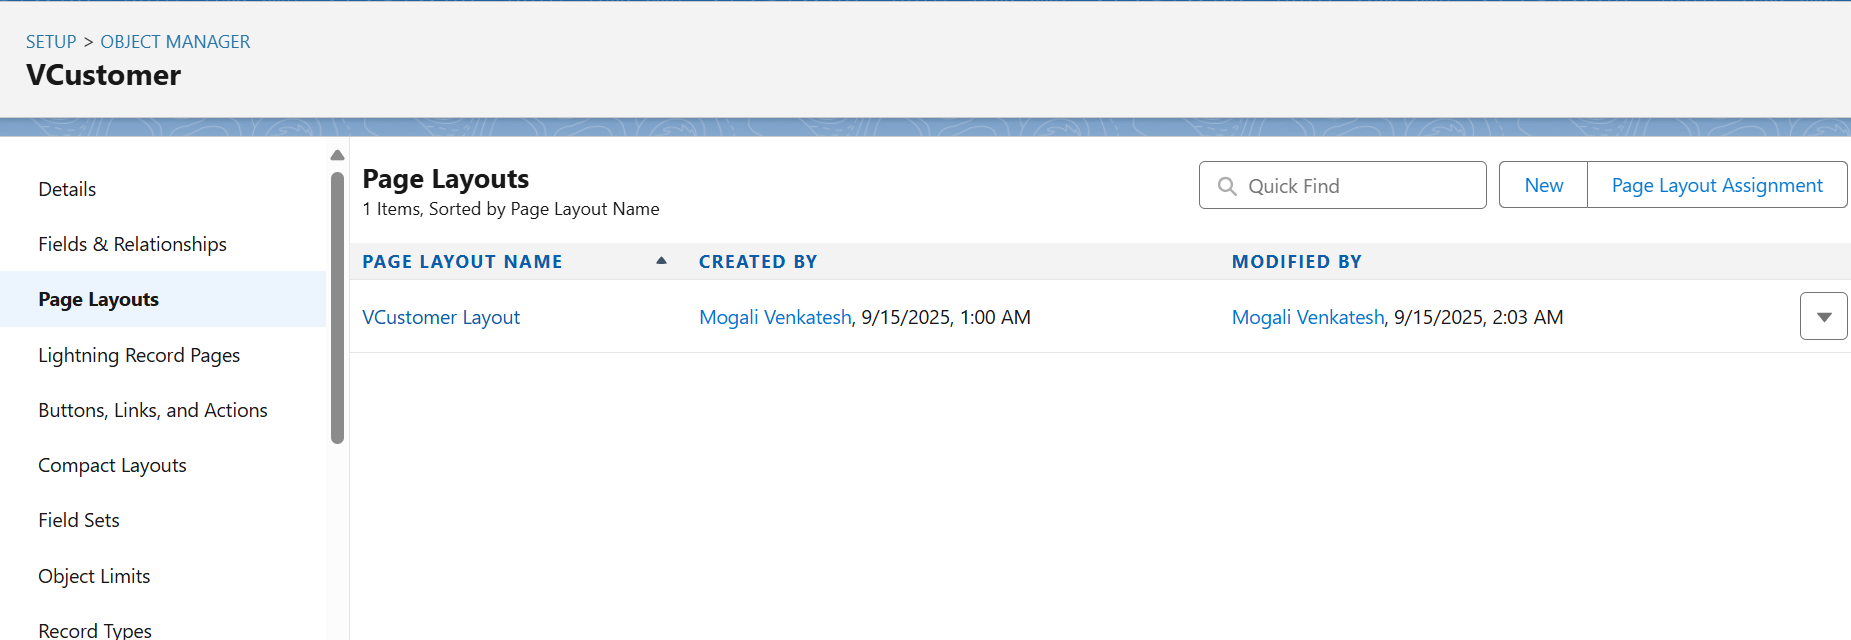 SETUP > OBJECT MANAGER
VCustomer
Details
Fields & Relationships
Page Layouts
Lightning Record Pages
Buttons, Links, and Actions
Compact Layouts
Field Sets
Object Limits
Record Types
Page Layouts
1 Items, Sorted by Page Layout Name
Quick Find
New
Page Layout Assignment
PAGE LAYOUT NAME CREATED BY MODIFIED BY
VCustomer Layout Mogali Venkatesh, 9/15/2025, 1:00 AM Mogali Venkatesh, 9/15/2025, 2:03 AM